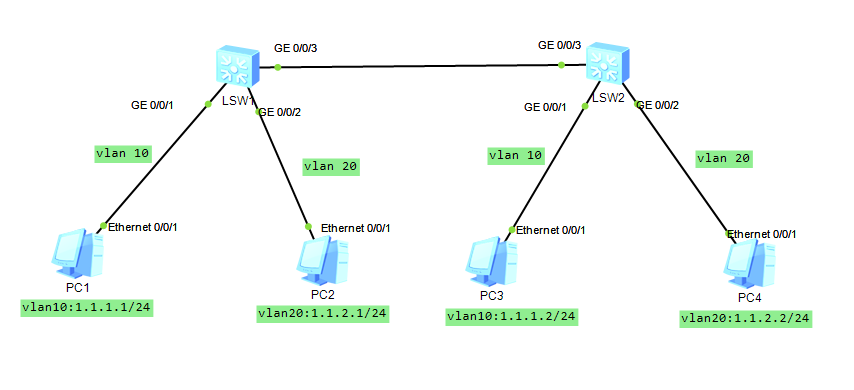 GE 0/0/3
GE 0/0/3
LSW1
LSW2
GE 0/0/1
GE 0/0/2
GE 0/0/1
GE 0/0/2
vlan 10
vlan 20
vlan 10
vlan 20
Ethernet 0/0/1
Ethernet 0/0/1
Ethernet 0/0/1
Ethernet 0/0/1
PC1
PC2
PC3
PC4
vlan10:1.1.1.1/24
vlan20:1.1.2.1/24
vlan10:1.1.1.2/24
vlan20:1.1.2.2/24